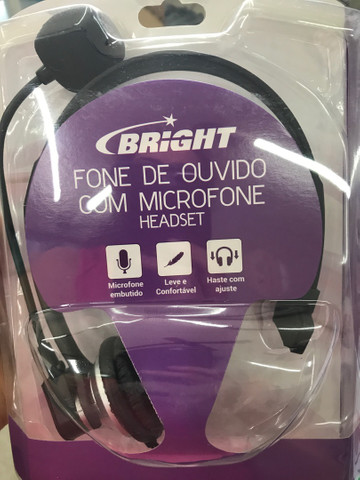 BRIGHT
FONE DE OUVIDO
COM MICROFONE
HEADSET
Microfone
embutido
Leve e
Confortável
Haste com
ajuste